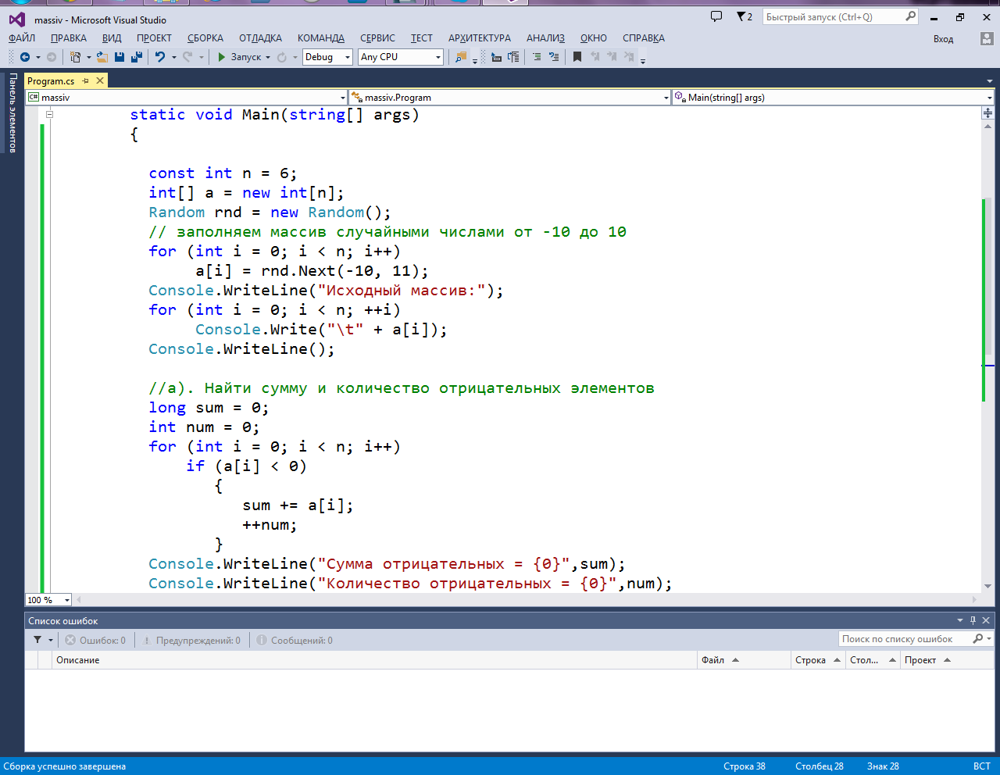 massiv - Microsoft Visual Studio
2
Быстрый запуск (Ctrl+Q)
ФАЙЛ ПРАВКА ВИД ПРОЕКТ СБОРКА ОТЛАДКА КОМАНДА СЕРВИС ТЕСТ АРХИТЕКТУРА АНАЛИЗ ОКНО СПРАВКА Вход
Запуск Debug Any CPU
Панель элементов
Program.cs
C# massiv massiv.Program Main(string[] args)
static void Main(string[] args)
{
const int n = 6;
int[] a = new int[n];
Random rnd = new Random();
// заполняем массив случайными числами от -10 до 10
for (int i = 0; i < n; i++)
a[i] = rnd.Next(-10, 11);
Console.WriteLine("Исходный массив:");
for (int i = 0; i < n; ++i)
Console.Write("\t" + a[i]);
Console.WriteLine();
//а). Найти сумму и количество отрицательных элементов
long sum = 0;
int num = 0;
for (int i = 0; i < n; i++)
if (a[i] < 0)
{
sum += a[i];
++num;
}
Console.WriteLine("Сумма отрицательных = {0}",sum);
Console.WriteLine("Количество отрицательных = {0}",num);
100 %
Список ошибок
Ошибок: 0 Предупреждений: 0 Сообщений: 0 Поиск по списку ошибок
Описание Файл Строка Стол... Проект
Сборка успешно завершена Строка 38 Столбец 28 Знак 28 ВСТ